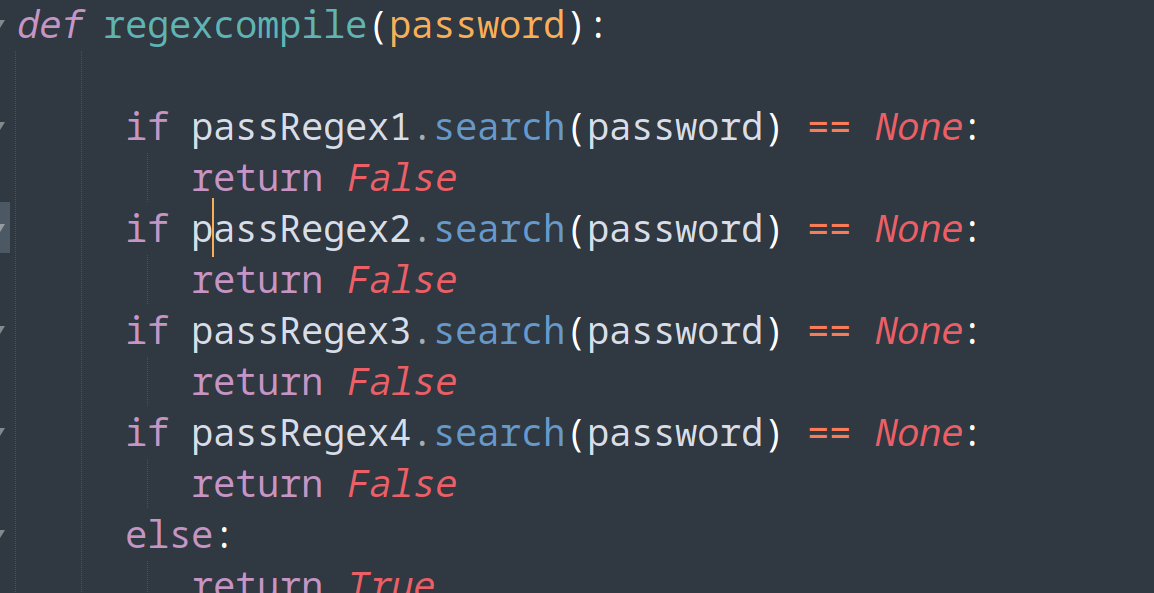 def regexcompile(password):
if passRegex1.search(password) == None:
return False
if passRegex2.search(password) == None:
return False
if passRegex3.search(password) == None:
return False
if passRegex4.search(password) == None:
return False
else:
return True